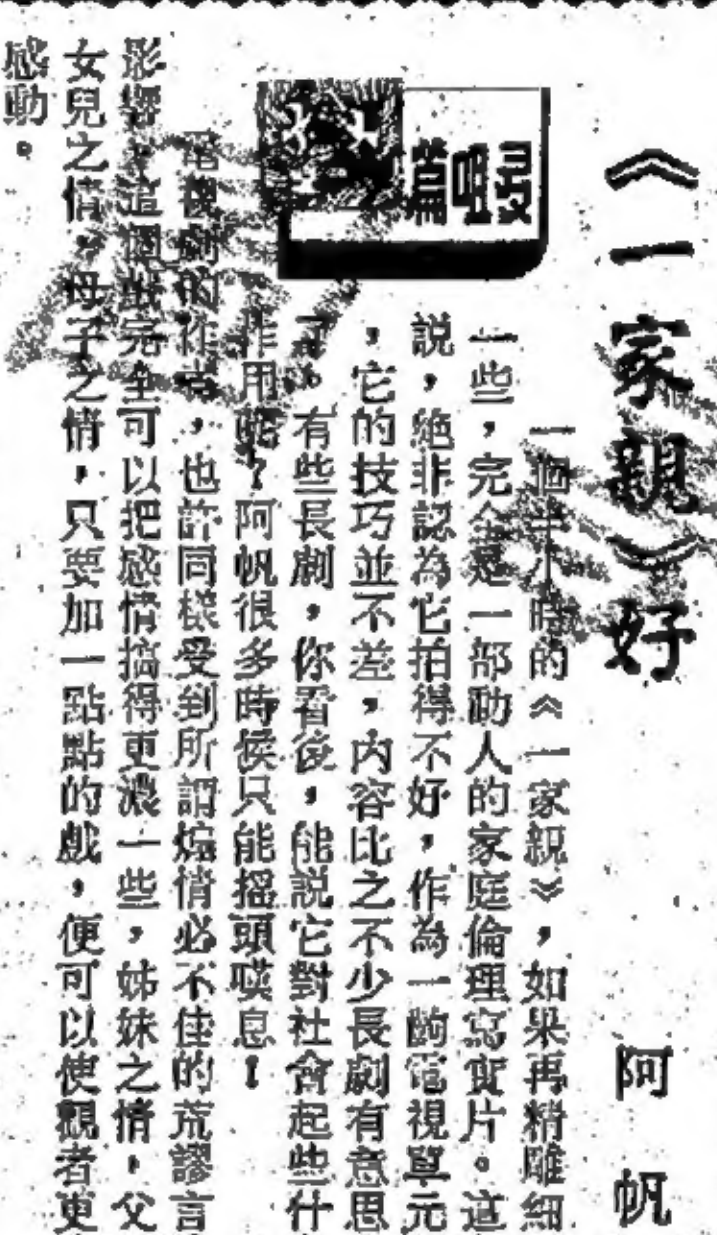 《一家親》好
阿帆
篇咀
一個半小時的《一家親》，如果再精雕細
一些，完全是一部動人的家庭倫理寫實片。這
說，絕非認為它拍得不好，作為一齣電視單元
，它的技巧並不差，內容比之不少長劇有意思
了。有些長劇，你看後，能說它對社會起些什
作用呢？阿帆很多時候只能搖頭嘆息！
電視劇的作者，也許同樣受到所謂煽情必不佳的荒謬言
影響，這個戲完全可以把感情搞得更濃一些，姊妹之情，父
女兒之情，母子之情，只要加一點點的戲，便可以使觀者更
感動。